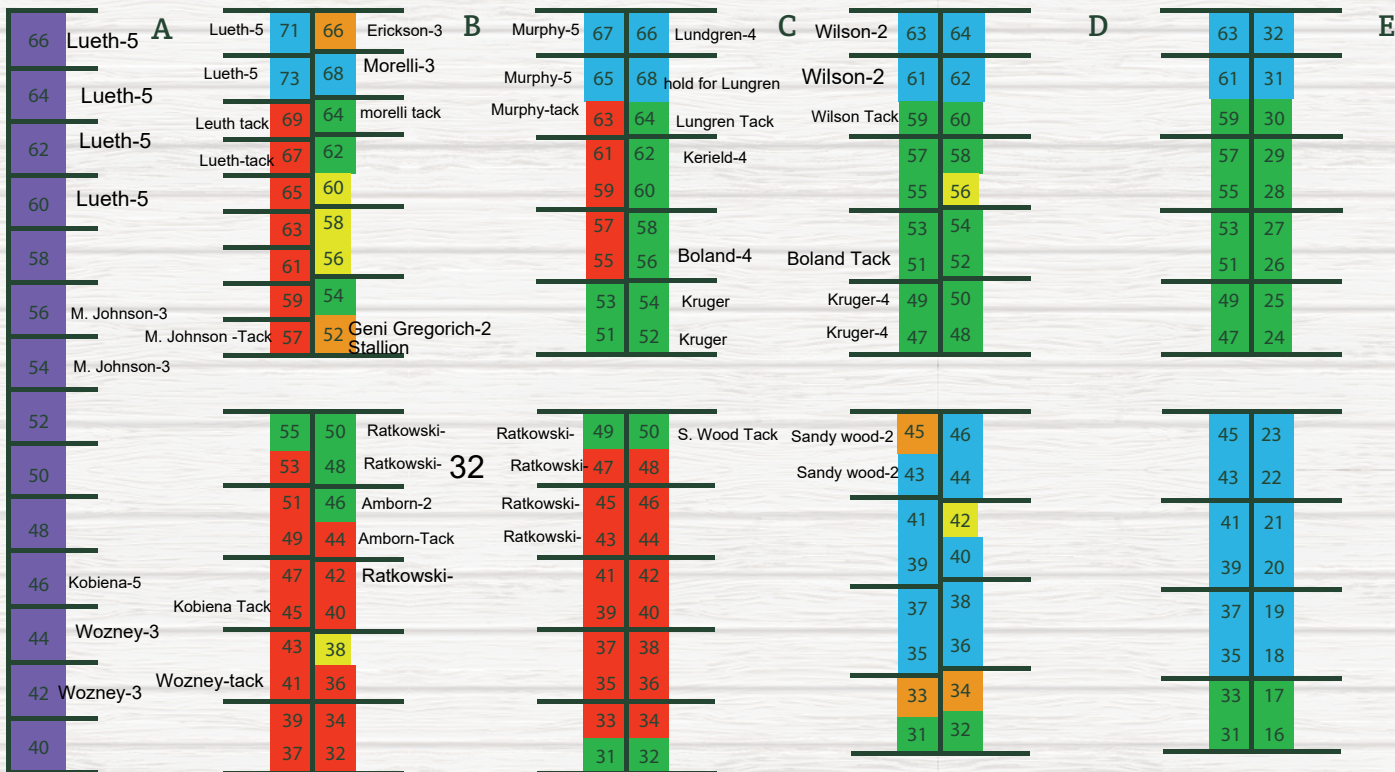 A B C D E
66 Lueth-5 Lueth-5 71 66 Erickson-3 Murphy-5 67 66 Lundgren-4 Wilson-2 63 64 63 32
64 Lueth-5 Lueth-5 73 68 Morelli-3 Murphy-5 65 68 hold for Lungren Wilson-2 61 62 61 31
Leuth tack 69 64 morelli tack Murphy-tack 63 64 Lungren Tack Wilson Tack 59 60 59 30
62 Lueth-5 Lueth-tack 67 62 61 62 Kerield-4 57 58 57 29
60 Lueth-5 65 60 59 60 55 56 55 28
63 58 57 58 53 54 53 27
58 61 56 55 56 Boland-4 Boland Tack 51 52 51 26
56 M. Johnson-3 59 54 53 54 Kruger Kruger-4 49 50 49 25
M. Johnson -Tack 57 52 Geni Gregorich-2 51 52 Kruger Kruger-4 47 48 47 24
Stallion
54 M. Johnson-3
52 55 50 Ratkowski- Ratkowski- 49 50 S. Wood Tack Sandy wood-2 45 46 45 23
50 53 48 Ratkowski- 32 Ratkowski- 47 48 Sandy wood-2 43 44 43 22
51 46 Amborn-2 Ratkowski- 45 46 41 42 41 21
48 49 44 Amborn-Tack Ratkowski- 43 44 39 40 39 20
46 Kobiena-5 47 42 Ratkowski- 41 42
Kobiena Tack 45 40 39 40 37 38 37 19
44 Wozney-3 43 38 37 38 35 36 35 18
42 Wozney-3 Wozney-tack 41 36 35 36 33 34 33 17
39 34 33 34 31 32 31 16
40 37 32 31 32